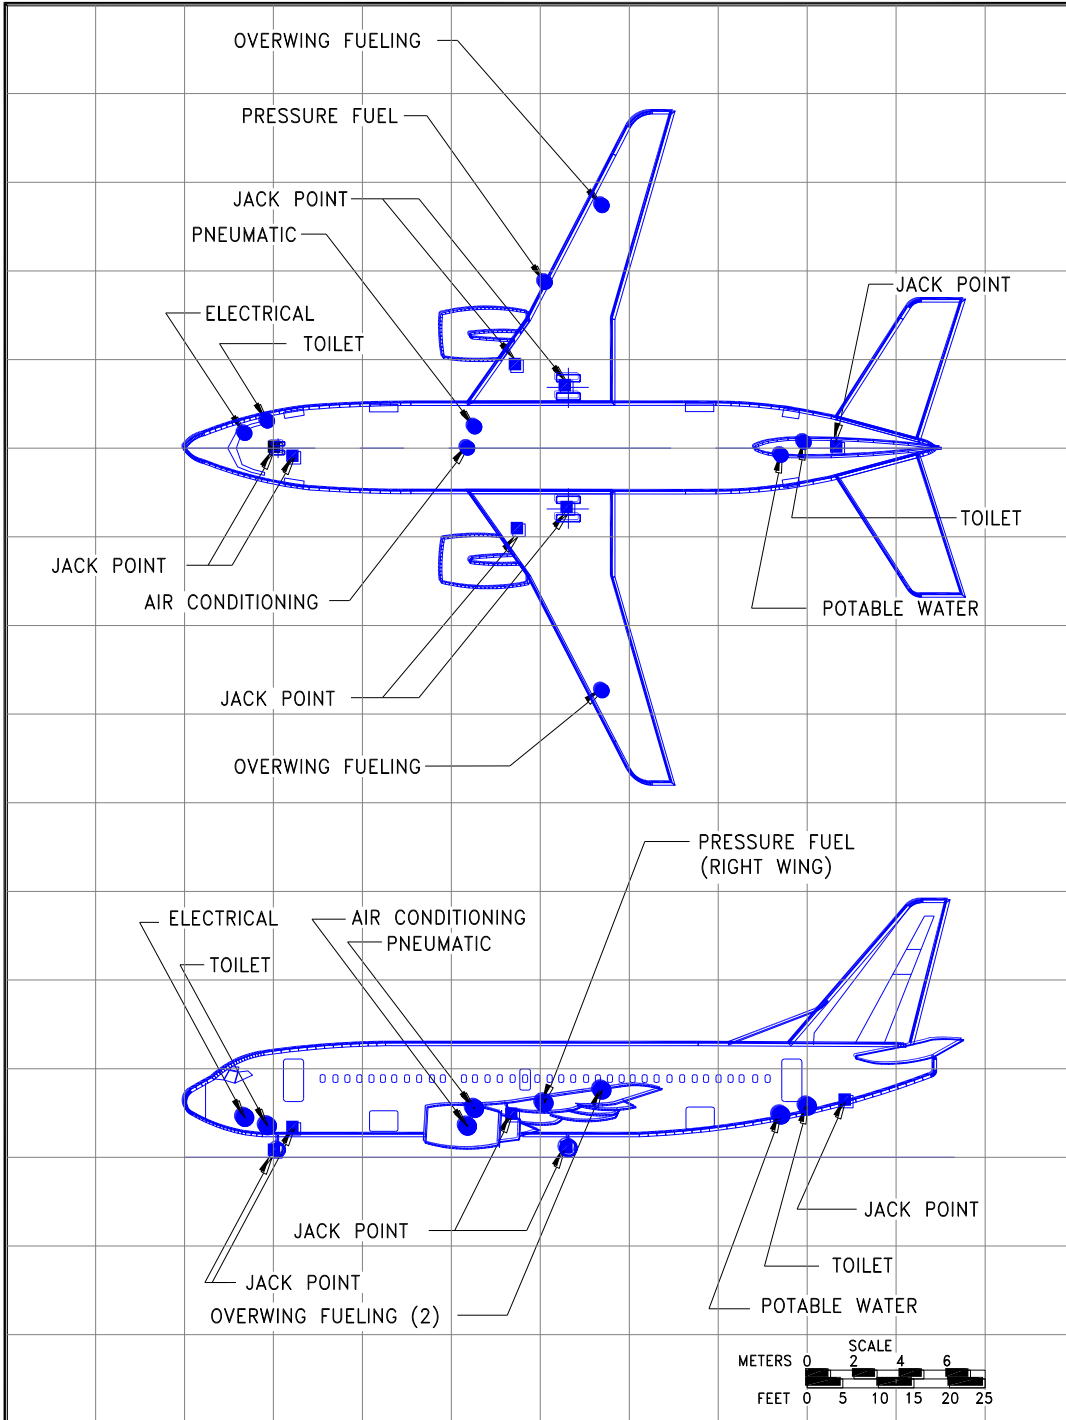 OVERWING FUELING
PRESSURE FUEL
JACK POINT
PNEUMATIC
JACK POINT
ELECTRICAL
TOILET
TOILET
JACK POINT
AIR CONDITIONING
POTABLE WATER
JACK POINT
OVERWING FUELING
PRESSURE FUEL
(RIGHT WING)
ELECTRICAL
AIR CONDITIONING
PNEUMATIC
TOILET
JACK POINT
JACK POINT
TOILET
JACK POINT
POTABLE WATER
OVERWING FUELING (2)
SCALE
METERS 0 2 4 6
FEET 0 5 10 15 20 25